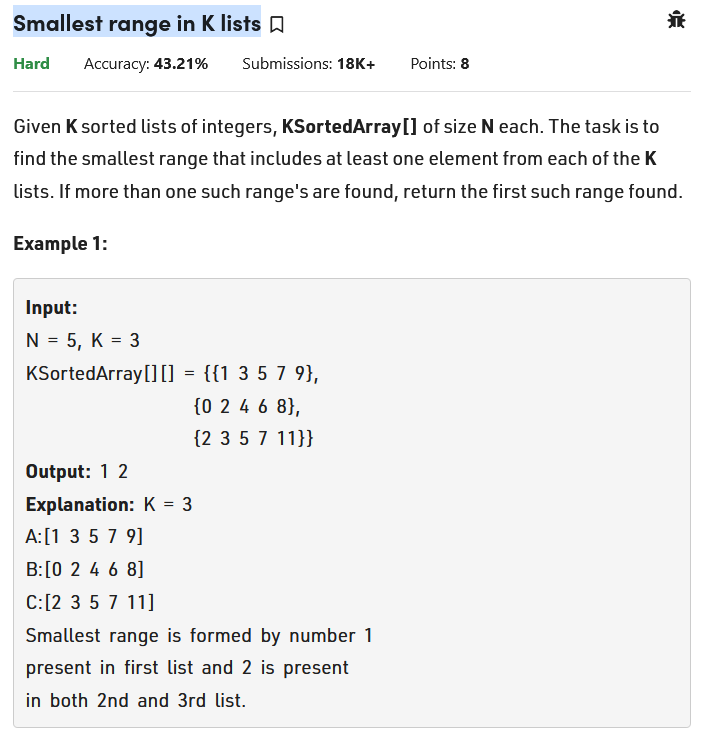 Smallest range in K lists
Hard Accuracy: 43.21% Submissions: 18K+ Points: 8
Given K sorted lists of integers, KSortedArray[] of size N each. The task is to
find the smallest range that includes at least one element from each of the K
lists. If more than one such range's are found, return the first such range found.
Example 1:
Input:
N = 5, K = 3
KSortedArray[][] = {{1 3 5 7 9},
{0 2 4 6 8},
{2 3 5 7 11}}
Output: 1 2
Explanation: K = 3
A:[1 3 5 7 9]
B:[0 2 4 6 8]
C:[2 3 5 7 11]
Smallest range is formed by number 1
present in first list and 2 is present
in both 2nd and 3rd list.